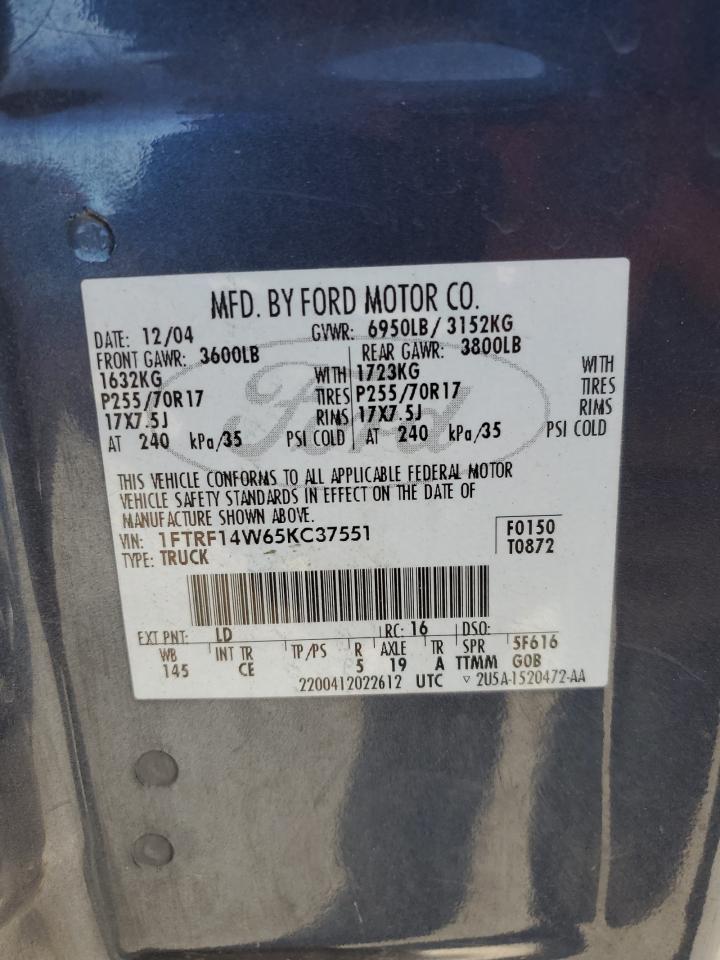 MFD. BY FORD MOTOR CO.
DATE: 12/04 GVWR: 6950LB/ 3152KG
FRONT GAWR: 3600LB REAR GAWR: 3800LB
1632KG WITH 1723KG WITH
P255/70R17 TIRES P255/70R17 TIRES
17X7.5J RIMS 17X7.5J RIMS
AT 240 kPa/35 PSI COLD AT 240 kPa/35 PSI COLD
Ford
THIS VEHICLE CONFORMS TO ALL APPLICABLE FEDERAL MOTOR
VEHICLE SAFETY STANDARDS IN EFFECT ON THE DATE OF
MANUFACTURE SHOWN ABOVE.
VIN: 1FTRF14W65KC37551 F0150
TYPE: TRUCK T0872
EXT PNT: LD RC: 16 DSO:
WB INT TR TP/PS R AXLE TR SPR 5F616
145 CE 5 19 A TTMM GOB
2200412022612 UTC ▽ 2U5A-1520472-AA